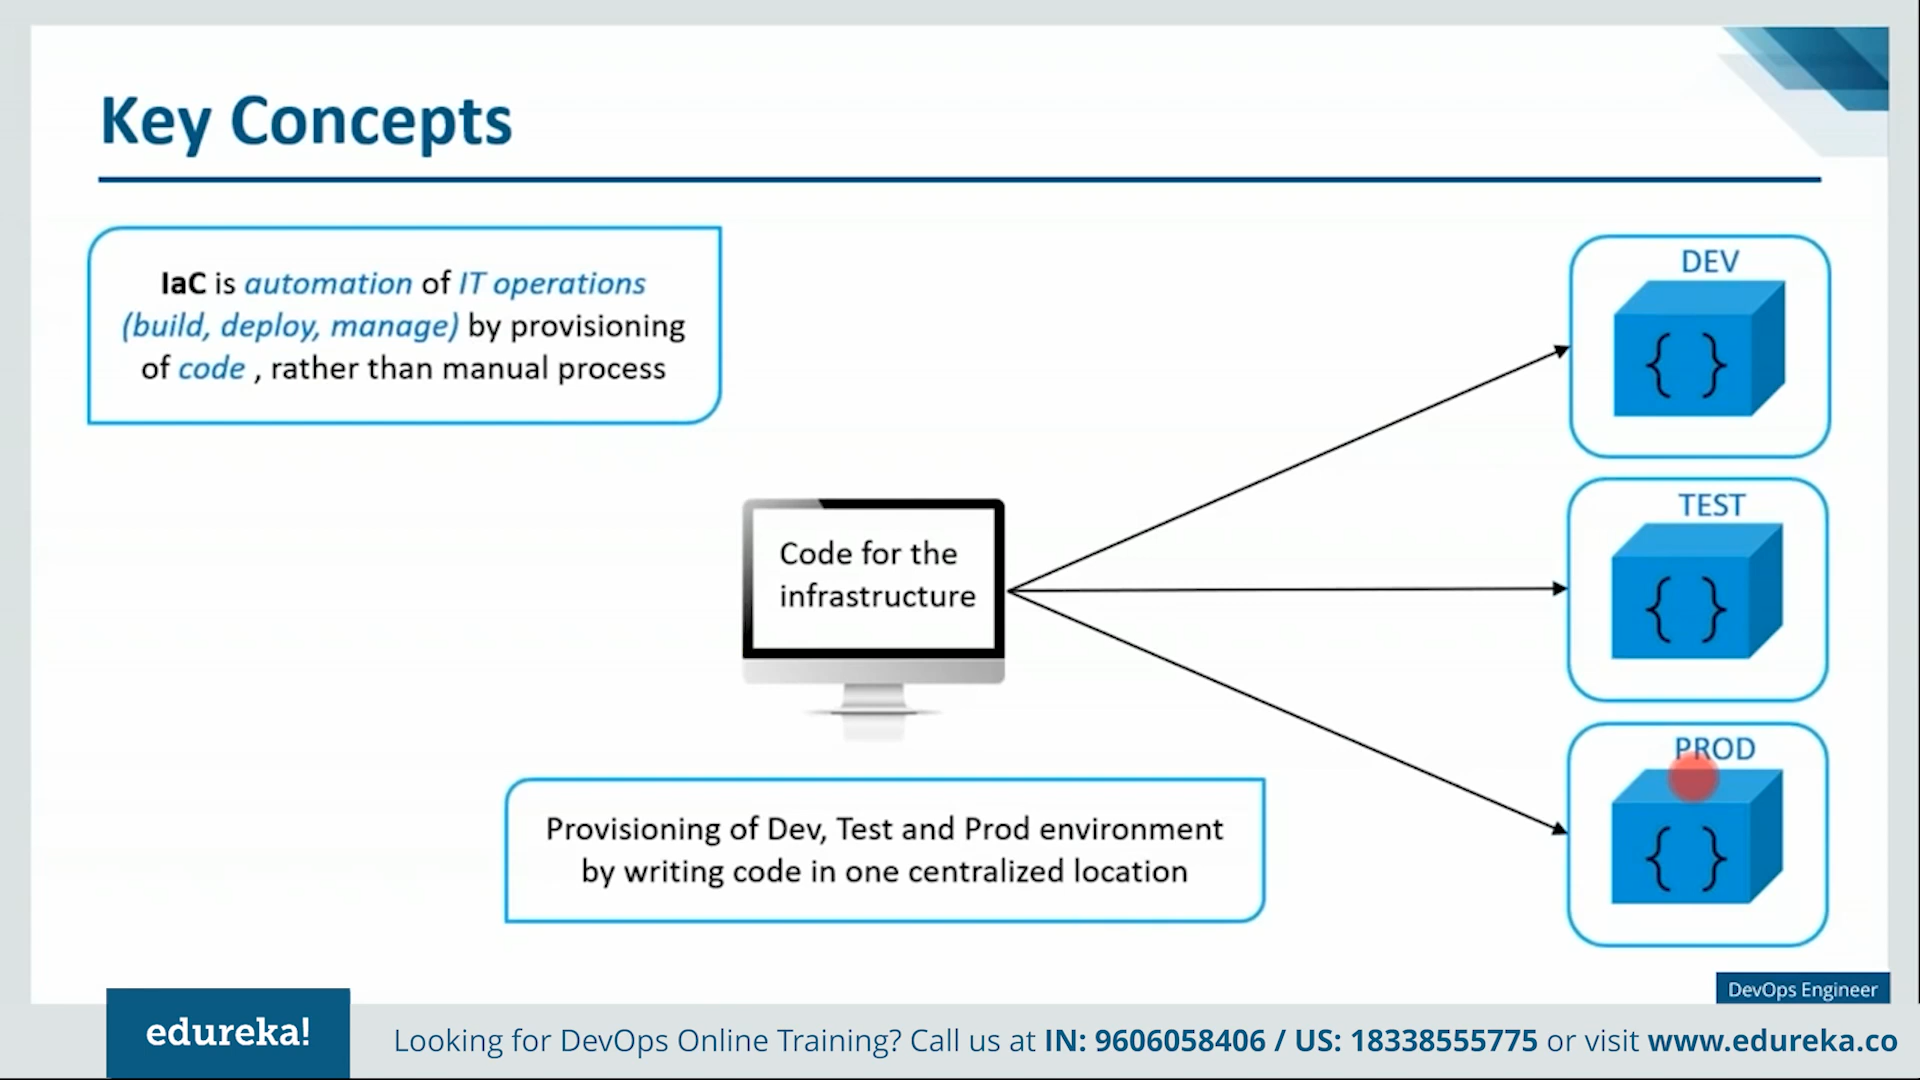 Key Concepts
IaC is automation of IT operations
(build, deploy, manage) by provisioning
of code , rather than manual process
DEV
{ }
Code for the
infrastructure
TEST
{ }
PROD
{ }
Provisioning of Dev, Test and Prod environment
by writing code in one centralized location
DevOps Engineer
edureka!
Looking for DevOps Online Training? Call us at IN: 9606058406 / US: 18338555775 or visit www.edureka.co